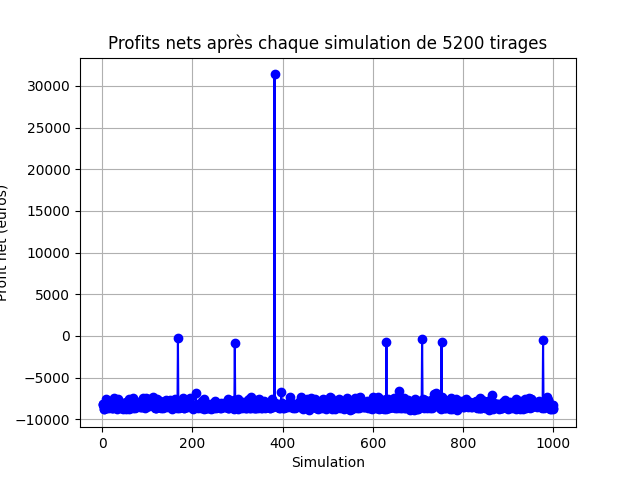 Profits nets après chaque simulation de 5200 tirages
Profit net (euros)
30000
25000
20000
15000
10000
5000
0
−5000
−10000
0 200 400 600 800 1000
Simulation